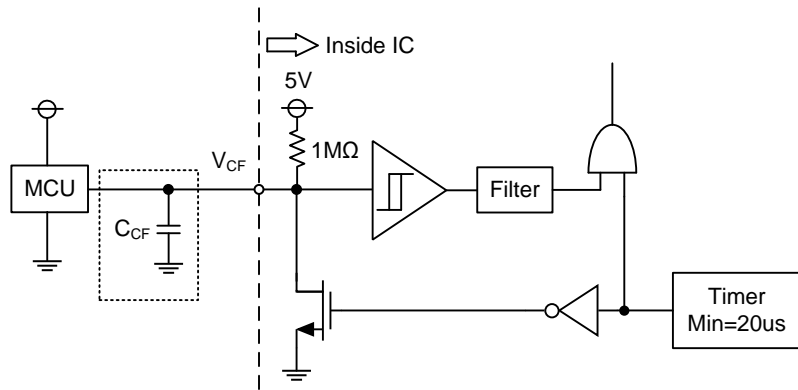 Inside IC
5V
1MΩ
VCF
MCU
CCF
Filter
Timer
Min=20us